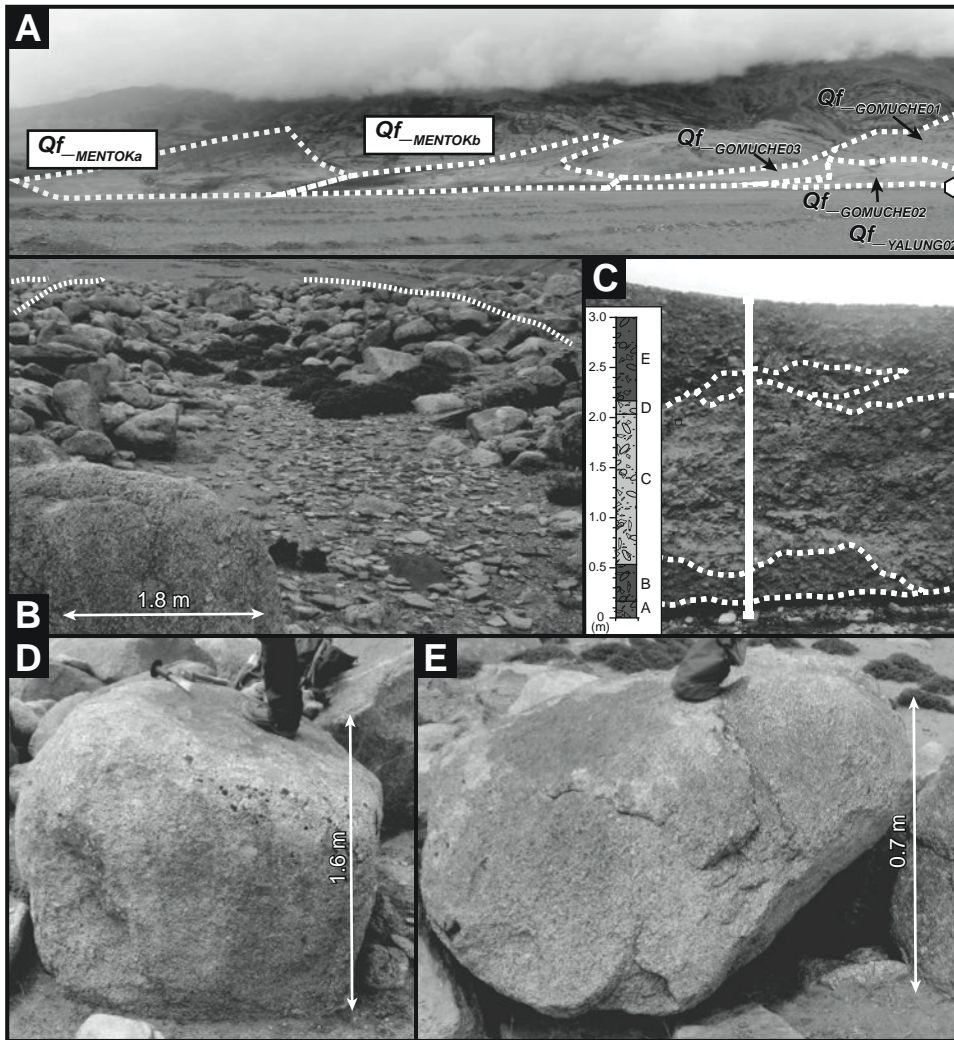 A
Qf_MENTOKa
Qf_MENTOKb
Qf_GOMUCHE01
Qf_GOMUCHE03
Qf_GOMUCHE02
Qf_YALUNG02
B
1.8 m
C
3.0
2.5
2.0
1.5
1.0
0.5
0
(m)
E
D
C
B
A
D
1.6 m
E
0.7 m